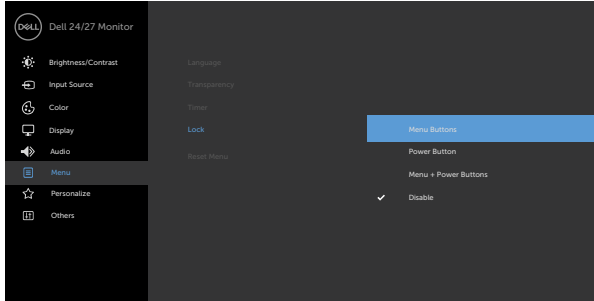 DELL Dell 24/27 Monitor
Brightness/Contrast
Input Source
Color
Display
Audio
Menu
Personalize
Others
Language
Transparency
Timer
Lock
Reset Menu
Menu Buttons
Power Button
Menu + Power Buttons
Disable